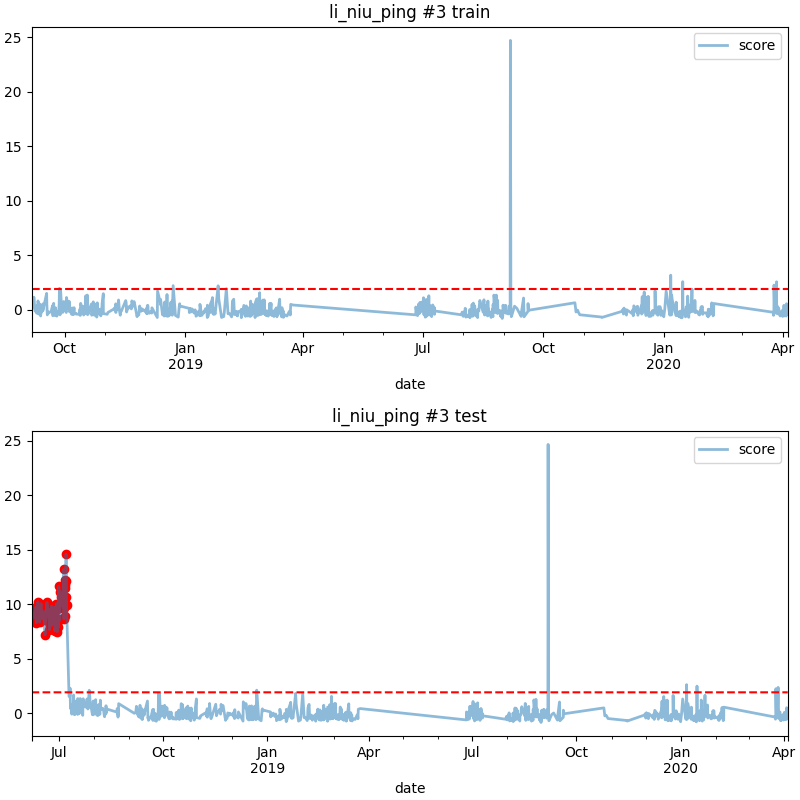 li_niu_ping #3 train
25
20
15
10
5
0
score
Oct
Jan
2019
Apr
Jul
Oct
Jan
2020
Apr
date
li_niu_ping #3 test
25
20
15
10
5
0
score
Jul
Oct
Jan
2019
Apr
Jul
Oct
Jan
2020
Apr
date